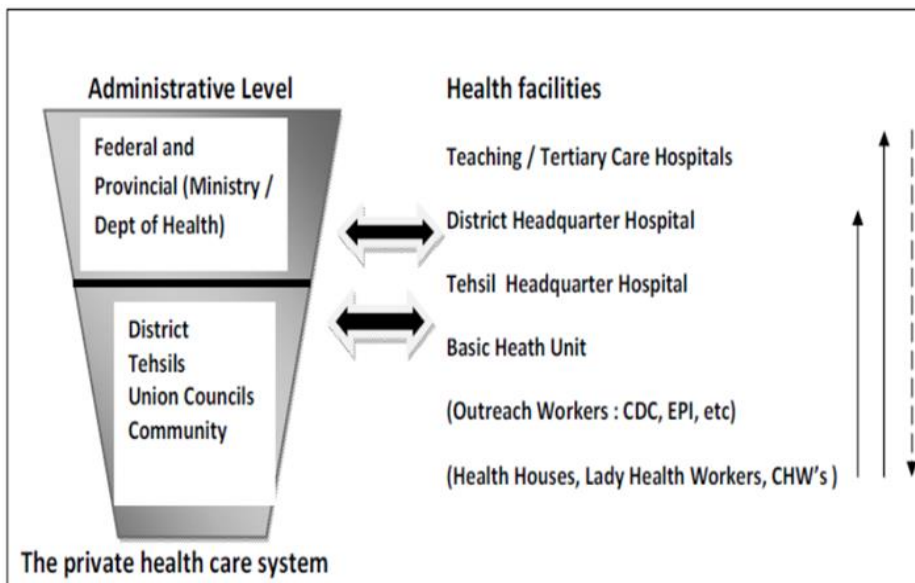 Administrative Level
Federal and
Provincial (Ministry /
Dept of Health)
District
Tehsils
Union Councils
Community
The private health care system
Health facilities
Teaching / Tertiary Care Hospitals
District Headquarter Hospital
Tehsil Headquarter Hospital
Basic Heath Unit
(Outreach Workers : CDC, EPI, etc)
(Health Houses, Lady Health Workers, CHW's )